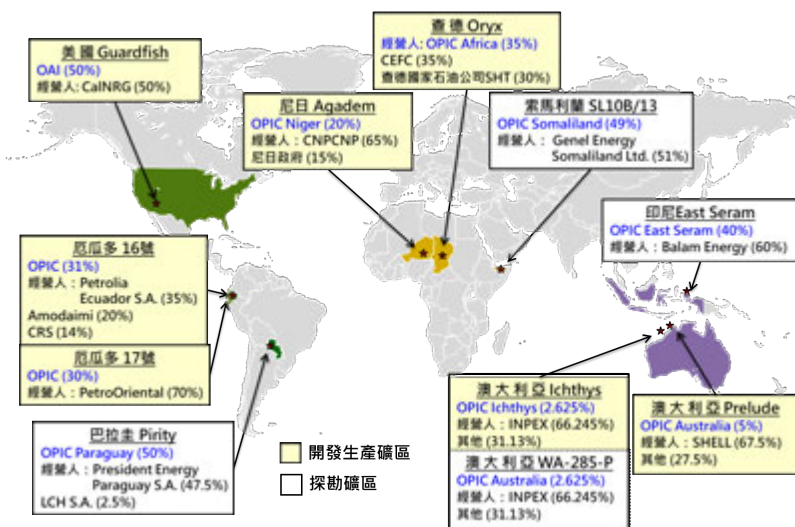 查德 Oryx
經營人: OPIC Africa (35%)
CEFC (35%)
查德國家石油公司SHT (30%)
美國 Guardfish
OAI (50%)
經營人: CalNRG (50%)
尼日 Agadem
OPIC Niger (20%)
經營人：CNPCNP (65%)
尼日政府 (15%)
索馬利蘭 SL10B/13
OPIC Somaliland (49%)
經營人： Genel Energy
Somaliland Ltd. (51%)
印尼East Seram
OPIC East Seram (40%)
經營人：Balam Energy (60%)
厄瓜多 16號
OPIC (31%)
經營人：Petrolia
Ecuador S.A. (35%)
Amodaimi (20%)
CRS (14%)
厄瓜多 17號
OPIC (30%)
經營人：PetroOriental (70%)
巴拉圭 Pirity
OPIC Paraguay (50%)
經營人：President Energy
Paraguay S.A. (47.5%)
LCH S.A. (2.5%)
開發生產礦區
探勘礦區
澳大利亞 Ichthys
OPIC Ichthys (2.625%)
經營人：INPEX (66.245%)
其他 (31.13%)
澳大利亞 WA-285-P
OPIC Australia (2.625%)
經營人：INPEX (66.245%)
其他 (31.13%)
澳大利亞 Prelude
OPIC Australia (5%)
經營人：SHELL (67.5%)
其他 (27.5%)